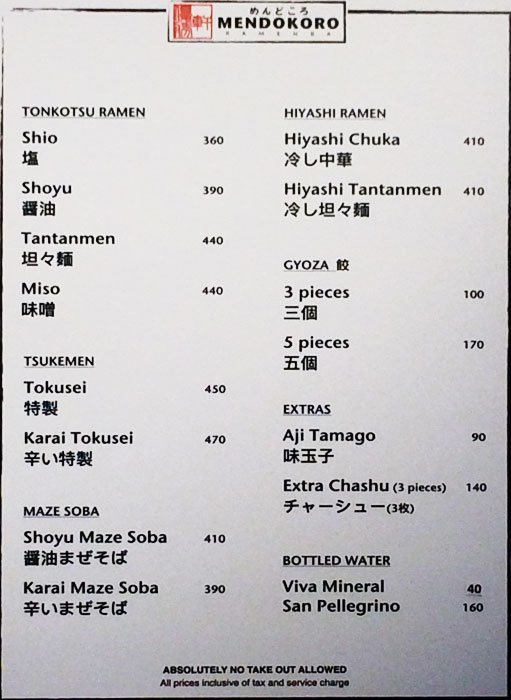 めんどころ
MENDOKORO
RAMENBA
TONKOTSU RAMEN
Shio 360
塩
Shoyu 390
醤油
Tantanmen 440
坦々麺
Miso 440
味噌
TSUKEMEN
Tokusei 450
特製
Karai Tokusei 470
辛い特製
MAZE SOBA
Shoyu Maze Soba 410
醤油まぜそば
Karai Maze Soba 390
辛いまぜそば
HIYASHI RAMEN
Hiyashi Chuka 410
冷し中華
Hiyashi Tantanmen 410
冷し坦々麺
GYOZA 餃
3 pieces 100
三個
5 pieces 170
五個
EXTRAS
Aji Tamago 90
味玉子
Extra Chashu (3 pieces) 140
チャーシュー(3枚)
BOTTLED WATER
Viva Mineral 40
San Pellegrino 160
ABSOLUTELY NO TAKE OUT ALLOWED
All prices inclusive of tax and service charge